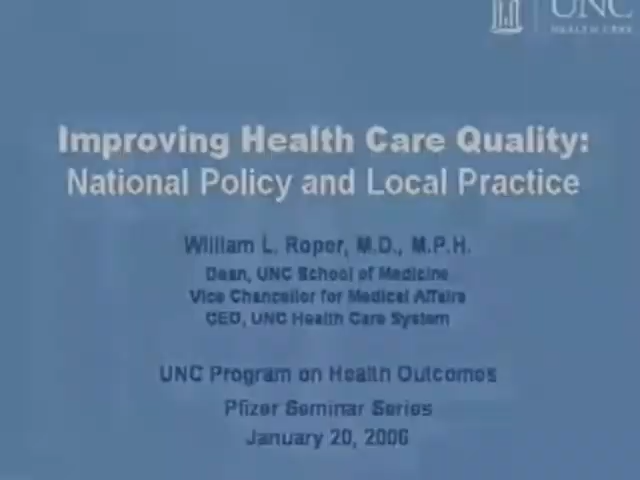 UNC
HEALTH CARE
Improving Health Care Quality:
National Policy and Local Practice
William L. Roper, M.D., M.P.H.
Dean, UNC School of Medicine
Vice Chancellor for Medical Affairs
CEO, UNC Health Care System
UNC Program on Health Outcomes
Pfizer Seminar Series
January 20, 2006